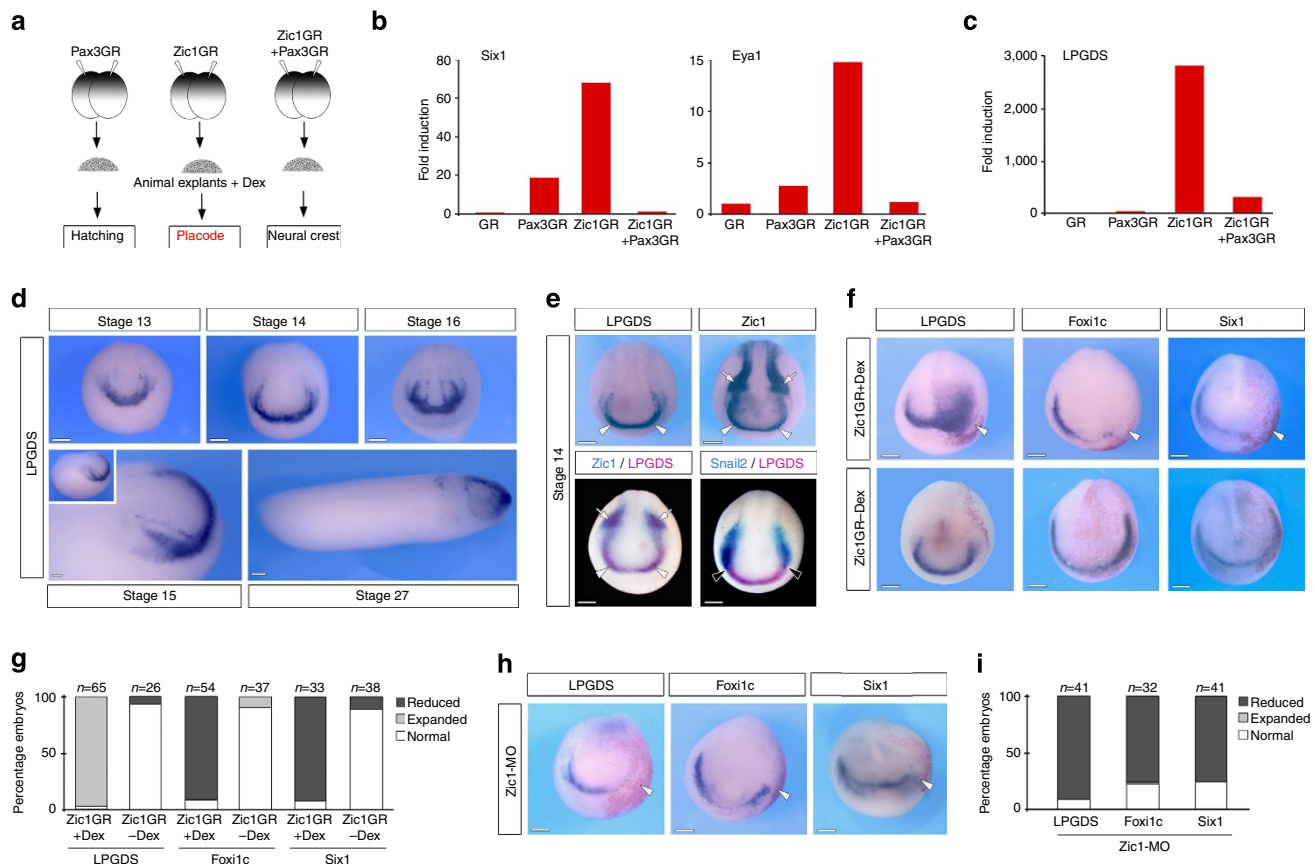 a
Pax3GR
Zic1GR
Zic1GR
+Pax3GR
Animal explants + Dex
Hatching
Placode
Neural crest
b
Six1
Fold induction
80
60
40
20
0
GR
Pax3GR
Zic1GR
Zic1GR
+Pax3GR
Eya1
15
10
5
0
GR
Pax3GR
Zic1GR
Zic1GR
+Pax3GR
c
LPGDS
Fold induction
3,000
2,000
1,000
0
GR
Pax3GR
Zic1GR
Zic1GR
+Pax3GR
d
Stage 13
Stage 14
Stage 16
LPGDS
Stage 15
Stage 27
e
LPGDS
Zic1
Stage 14
Zic1 / LPGDS
Snail2 / LPGDS
f
LPGDS
Foxi1c
Six1
Zic1GR+Dex
Zic1GR–Dex
g
Percentage embryos
100
50
0
n=65
n=26
n=54
n=37
n=33
n=38
Reduced
Expanded
Normal
Zic1GR
+Dex
Zic1GR
–Dex
Zic1GR
+Dex
Zic1GR
–Dex
Zic1GR
+Dex
Zic1GR
–Dex
LPGDS
Foxi1c
Six1
h
LPGDS
Foxi1c
Six1
Zic1-MO
i
Percentage embryos
100
50
0
n=41
n=32
n=41
Reduced
Expanded
Normal
LPGDS
Foxi1c
Six1
Zic1-MO